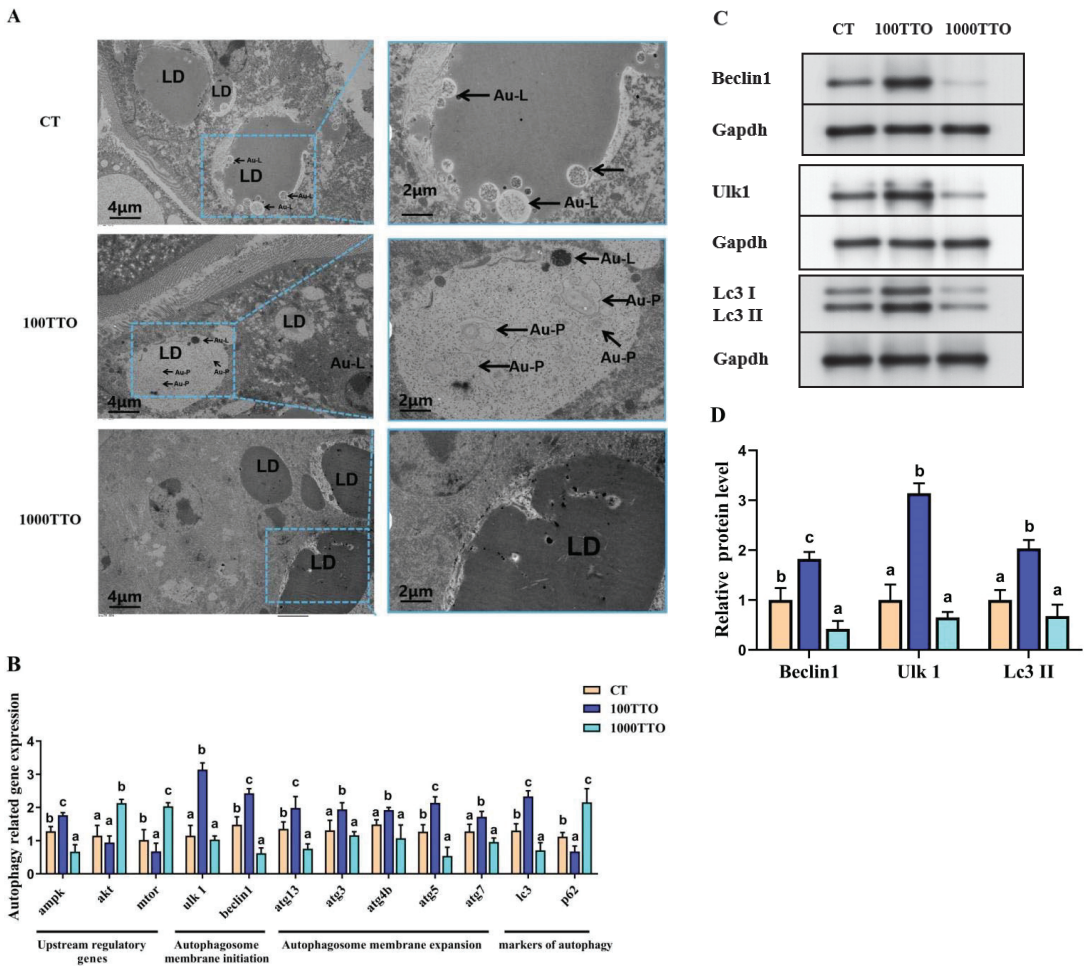 A
CT
LD
LD
LD
Au-L
Au-L
Au-L
4μm
Au-L
Au-L
2μm
100TTO
LD
LD
Au-L
Au-P
Au-P
Au-P
Au-L
4μm
Au-L
Au-P
Au-P
Au-P
Au-P
2μm
1000TTO
LD
LD
LD
4μm
LD
2μm
B
CT
100TTO
1000TTO
Autophagy related gene expression
4
3
2
1
0
b c a
a a b
b a c
a b a
b c a
b c a
a b a
b c a
b c a
a b a
b c a
b a c
ampk akt mtor ulk 1 beclin1 atg13 atg3 atg4b atg5 atg7 lc3 p62
Upstream regulatory
genes
Autophagosome
membrane initiation
Autophagosome membrane expansion
markers of autophagy
C
CT 100TTO 1000TTO
Beclin1
Gapdh
Ulk1
Gapdh
Lc3 I
Lc3 II
Gapdh
D
Relative protein level
4
3
2
1
0
b c a
a b a
a b a
Beclin1 Ulk 1 Lc3 II